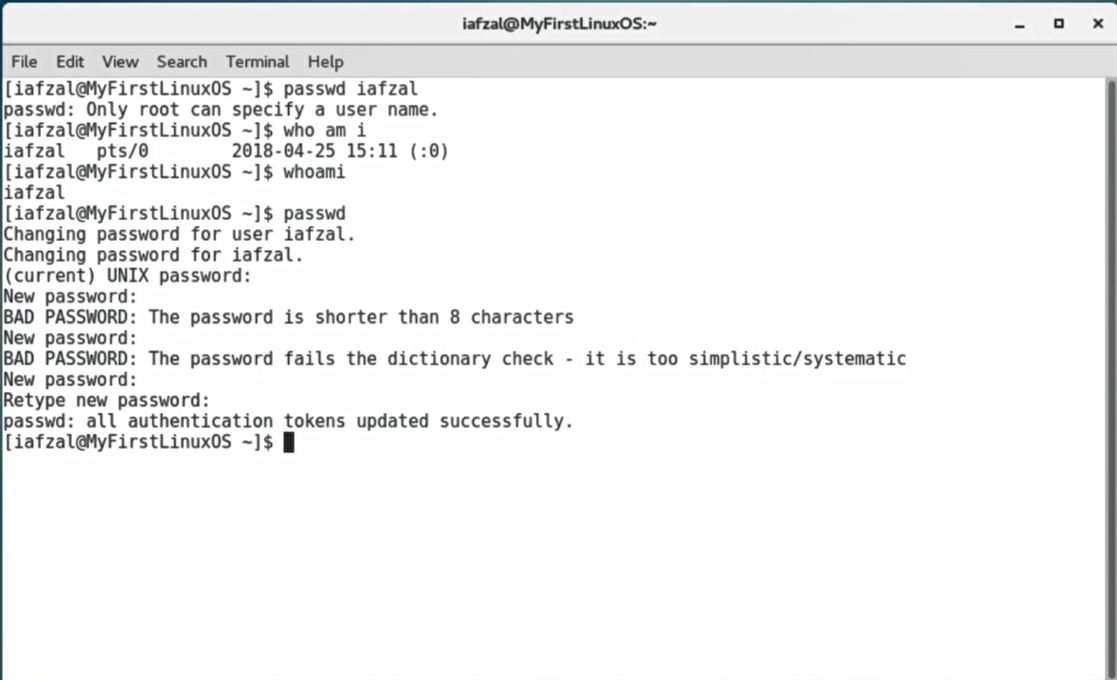 iafzal@MyFirstLinuxOS:~
File Edit View Search Terminal Help
[iafzal@MyFirstLinuxOS ~]$ passwd iafzal
passwd: Only root can specify a user name.
[iafzal@MyFirstLinuxOS ~]$ who am i
iafzal   pts/0        2018-04-25 15:11 (:0)
[iafzal@MyFirstLinuxOS ~]$ whoami
iafzal
[iafzal@MyFirstLinuxOS ~]$ passwd
Changing password for user iafzal.
Changing password for iafzal.
(current) UNIX password:
New password:
BAD PASSWORD: The password is shorter than 8 characters
New password:
BAD PASSWORD: The password fails the dictionary check - it is too simplistic/systematic
New password:
Retype new password:
passwd: all authentication tokens updated successfully.
[iafzal@MyFirstLinuxOS ~]$